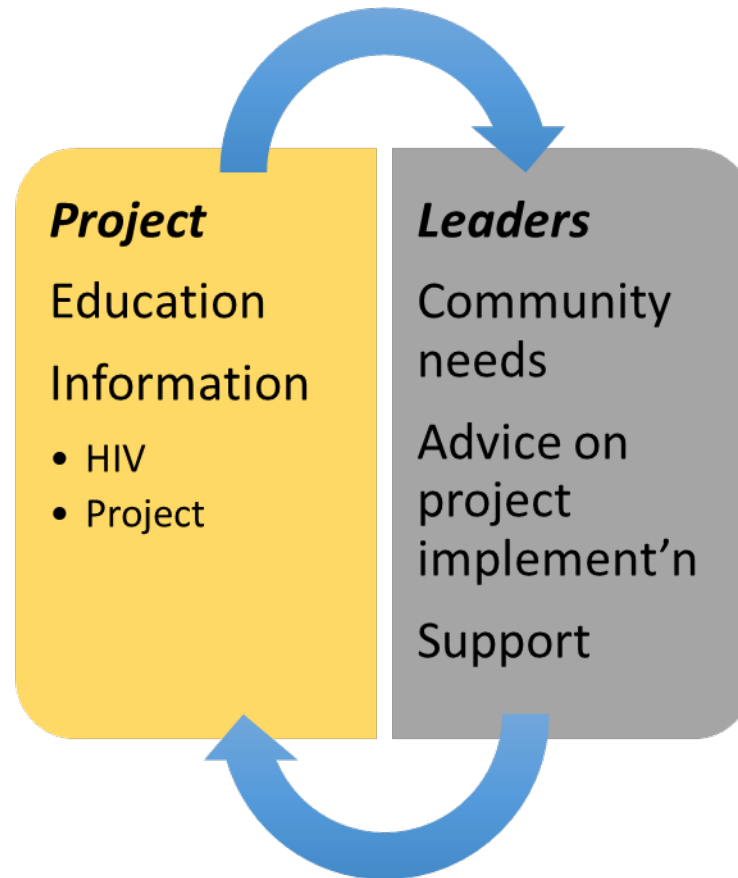 Project
Education
Information
• HIV
• Project
Leaders
Community
needs
Advice on
project
implement’n
Support